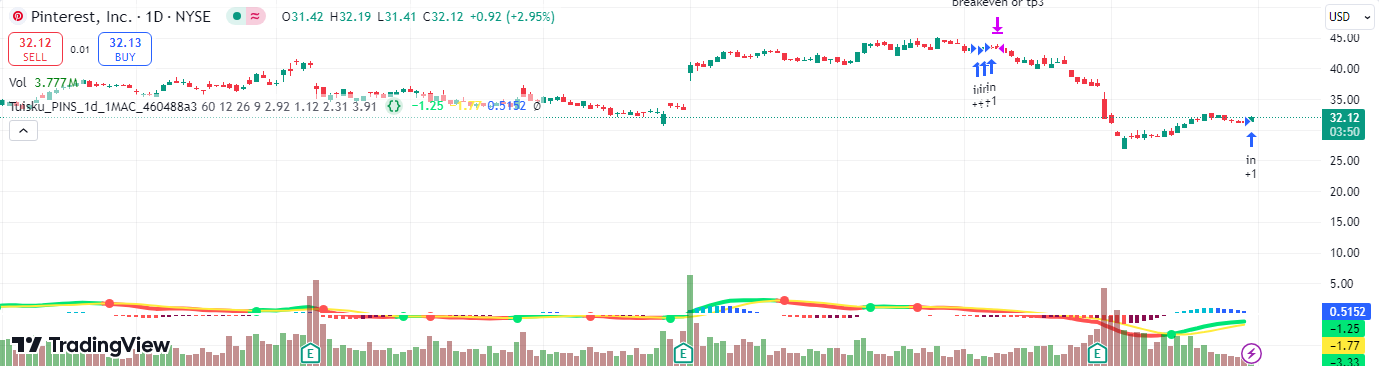 Pinterest, Inc. · 1D · NYSE
≈
O31.42 H32.19 L31.41 C32.12 +0.92 (+2.95%)
breakeven or tp3
USD
32.12
SELL
0.01
32.13
BUY
45.00
Vol 3.777M
40.00
Tuisku_PINS_1d_1MAC_460488a3 60 12 26 9 2.92 1.12 2.31 3.91 {} −1.25 −1.77 0.5152 Ø
35.00
in
+1
32.12
03:50
in
+1
25.00
20.00
15.00
10.00
5.00
0.5152
−1.25
−1.77
−3.33
TradingView
E
E
E